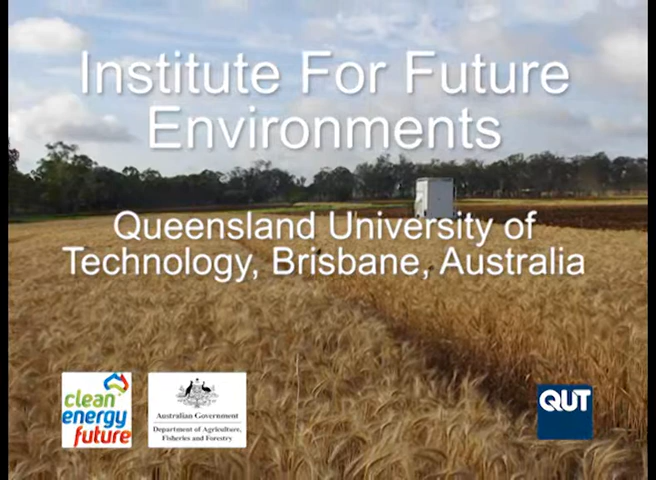 Institute For Future
Environments
Queensland University of
Technology, Brisbane, Australia
clean
energy
future
Australian Government
Department of Agriculture,
Fisheries and Forestry
QUT